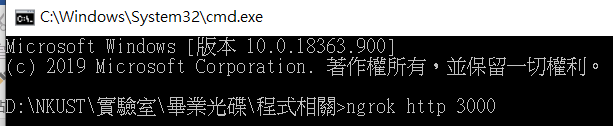 C:\Windows\System32\cmd.exe
Microsoft Windows [版本 10.0.18363.900]
(c) 2019 Microsoft Corporation. 著作權所有，並保留一切權利。
D:\NKUST\實驗室\畢業光碟\程式相關>ngrok http 3000